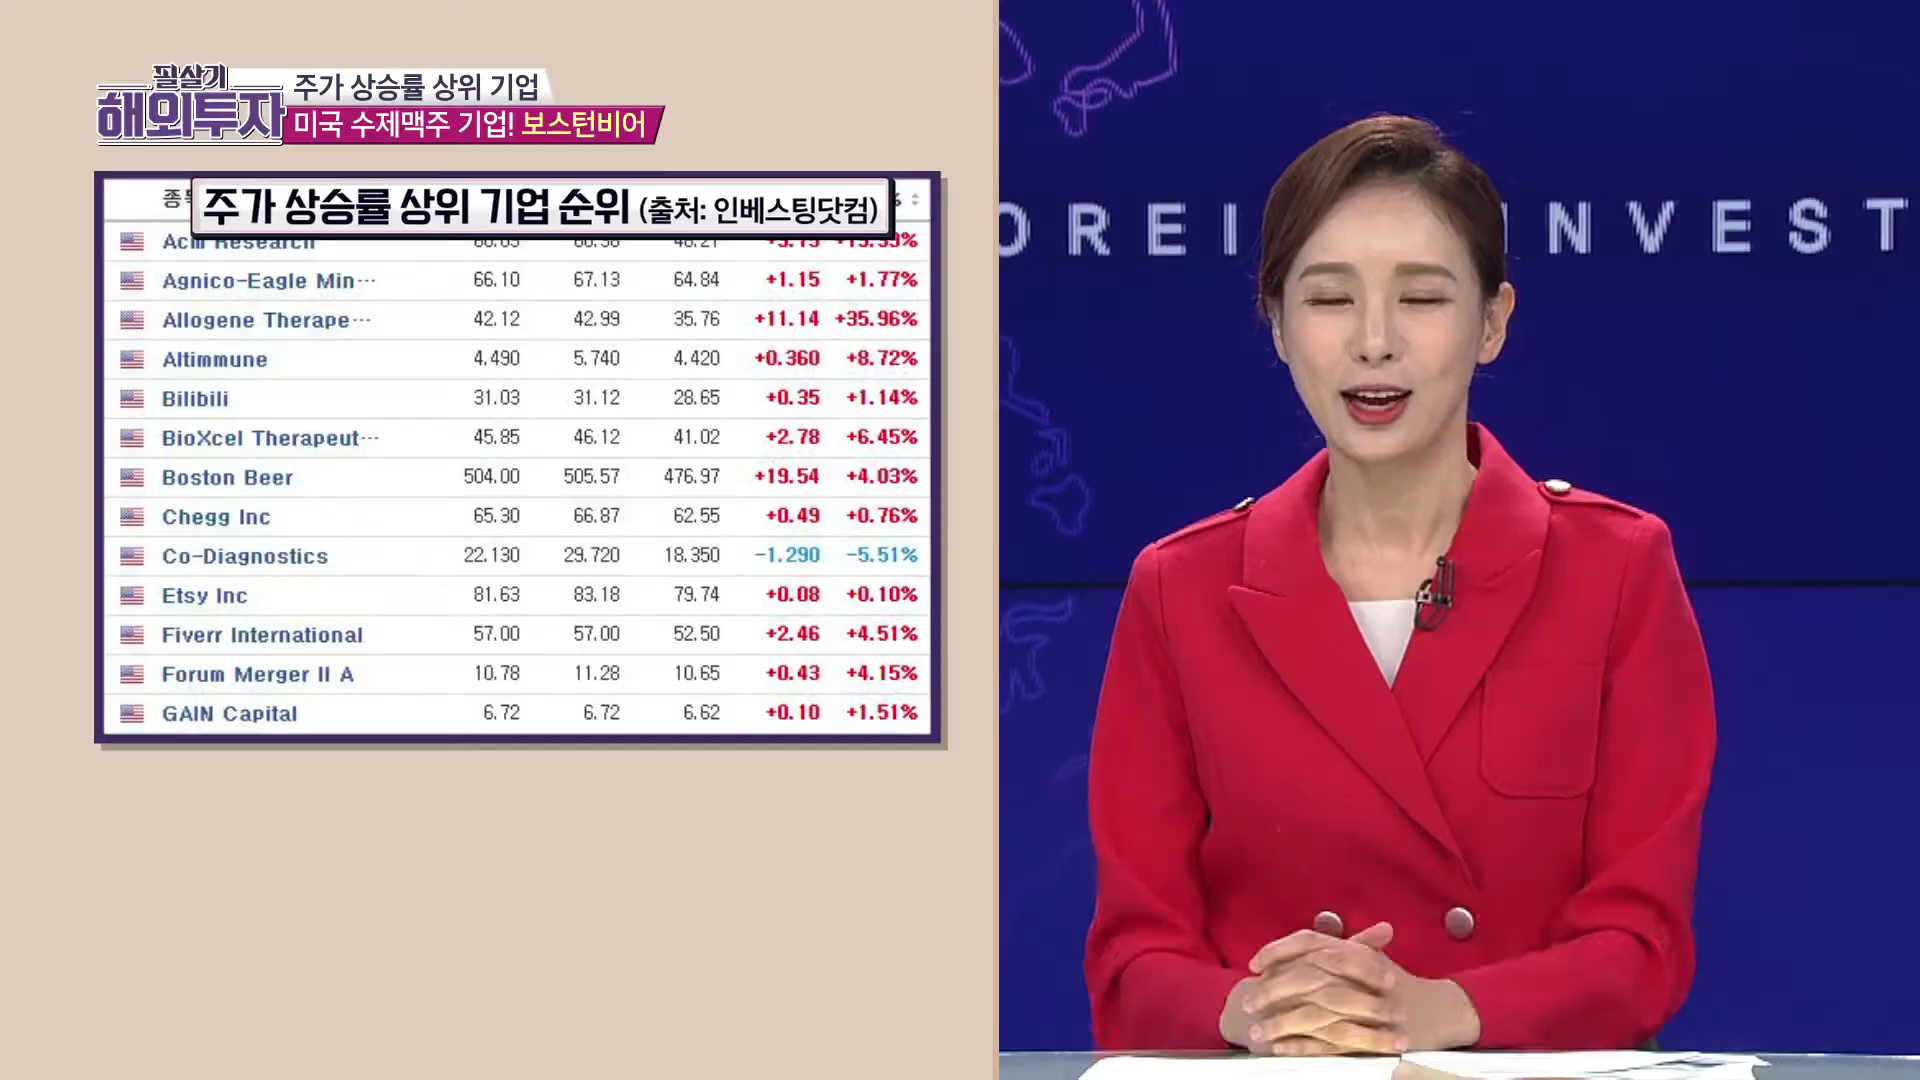 필살기
해외투자
주가 상승률 상위 기업
미국 수제맥주 기업! 보스턴비어
주가 상승률 상위 기업 순위 (출처: 인베스팅닷컴)
OREI INVEST
Acm Research
Agnico-Eagle Min… 66.10 67.13 64.84 +1.15 +1.77%
Allogene Therape… 42.12 42.99 35.76 +11.14 +35.96%
Altimmune 4.490 5.740 4.420 +0.360 +8.72%
Bilibili 31.03 31.12 28.65 +0.35 +1.14%
BioXcel Therapeut… 45.85 46.12 41.02 +2.78 +6.45%
Boston Beer 504.00 505.57 476.97 +19.54 +4.03%
Chegg Inc 65.30 66.87 62.55 +0.49 +0.76%
Co-Diagnostics 22.130 29.720 18.350 -1.290 -5.51%
Etsy Inc 81.63 83.18 79.74 +0.08 +0.10%
Fiverr International 57.00 57.00 52.50 +2.46 +4.51%
Forum Merger II A 10.78 11.28 10.65 +0.43 +4.15%
GAIN Capital 6.72 6.72 6.62 +0.10 +1.51%